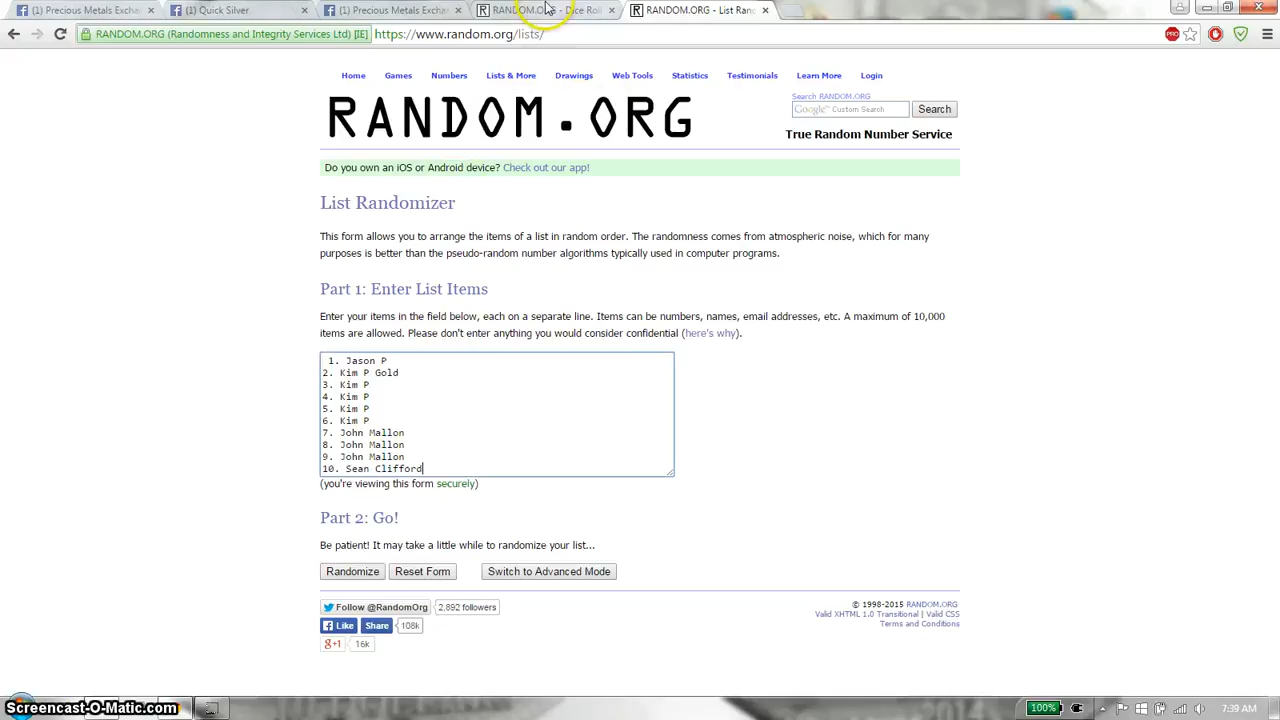 (1) Precious Metals Exchan
(1) Quick Silver
(1) Precious Metals Exchan
RANDOM.O - Dice Roll
RANDOM.ORG - List Ran
RANDOM.ORG (Randomness and Integrity Services Ltd) [IE]
https://www.random.org/lists/
PRO
Home Games Numbers Lists & More Drawings Web Tools Statistics Testimonials Learn More Login
RANDOM.ORG
Search RANDOM.ORG
Google™ Custom Search
Search
True Random Number Service
Do you own an iOS or Android device? Check out our app!
List Randomizer
This form allows you to arrange the items of a list in random order. The randomness comes from atmospheric noise, which for many
purposes is better than the pseudo-random number algorithms typically used in computer programs.
Part 1: Enter List Items
Enter your items in the field below, each on a separate line. Items can be numbers, names, email addresses, etc. A maximum of 10,000
items are allowed. Please don't enter anything you would consider confidential (here's why).
1. Jason P
2. Kim P Gold
3. Kim P
4. Kim P
5. Kim P
6. Kim P
7. John Mallon
8. John Mallon
9. John Mallon
10. Sean Clifford
(you're viewing this form securely)
Part 2: Go!
Be patient! It may take a little while to randomize your list...
Randomize Reset Form Switch to Advanced Mode
Follow @RandomOrg 2,892 followers
Like Share 108k
g+1 16k
© 1998-2015 RANDOM.ORG
Valid XHTML 1.0 Transitional | Valid CSS
Terms and Conditions
Screencast-O-Matic.com
100%
7:39 AM